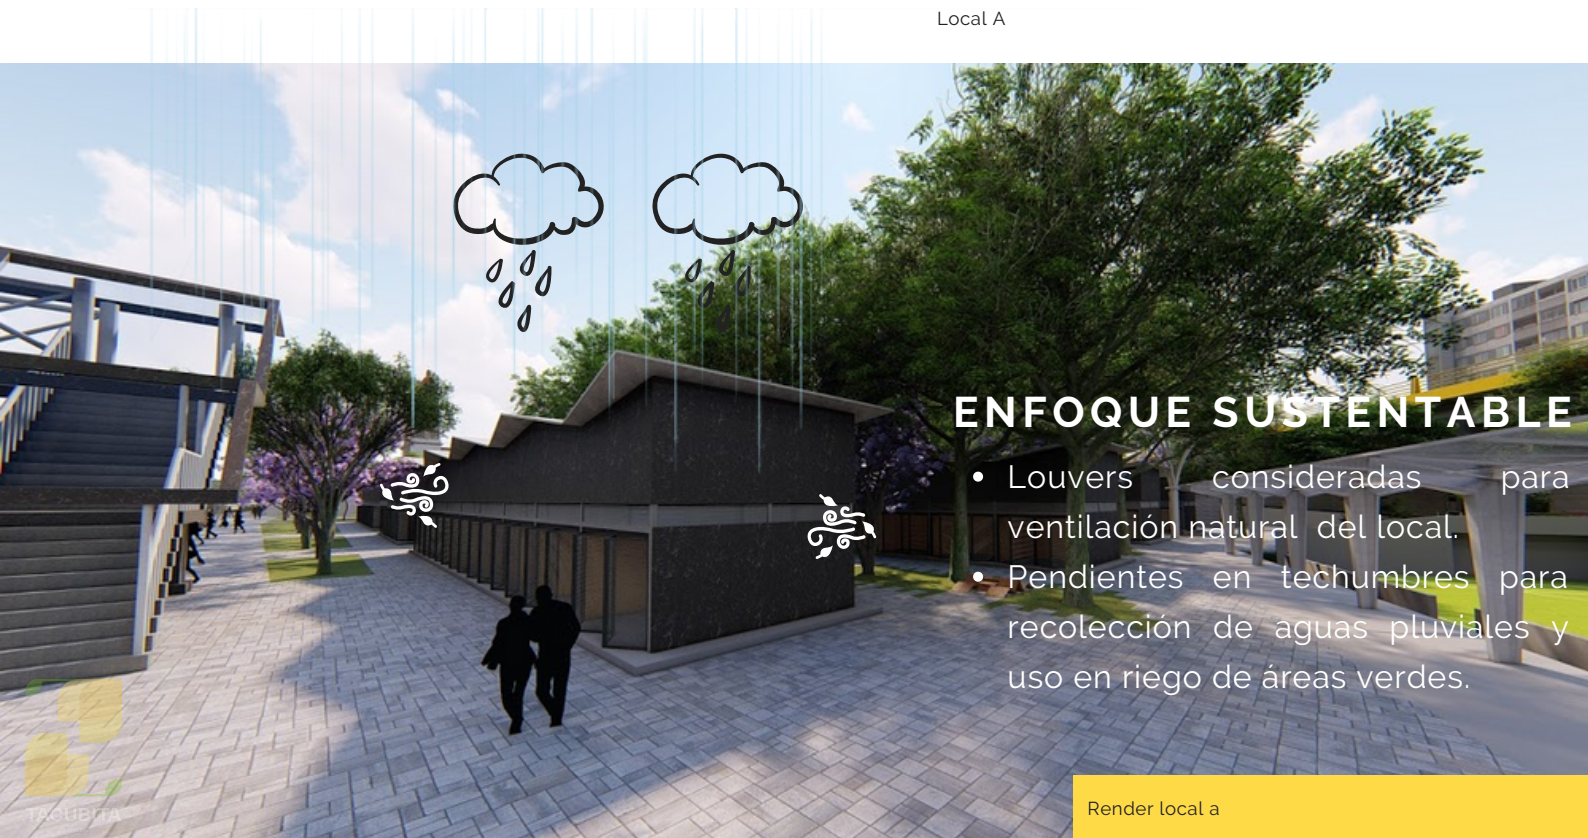 Local A
ENFOQUE SUSTENTABLE
• Louvers consideradas para
ventilación natural del local.
• Pendientes en techumbres para
recolección de aguas pluviales y
uso en riego de áreas verdes.
TACUBITA
Render local a